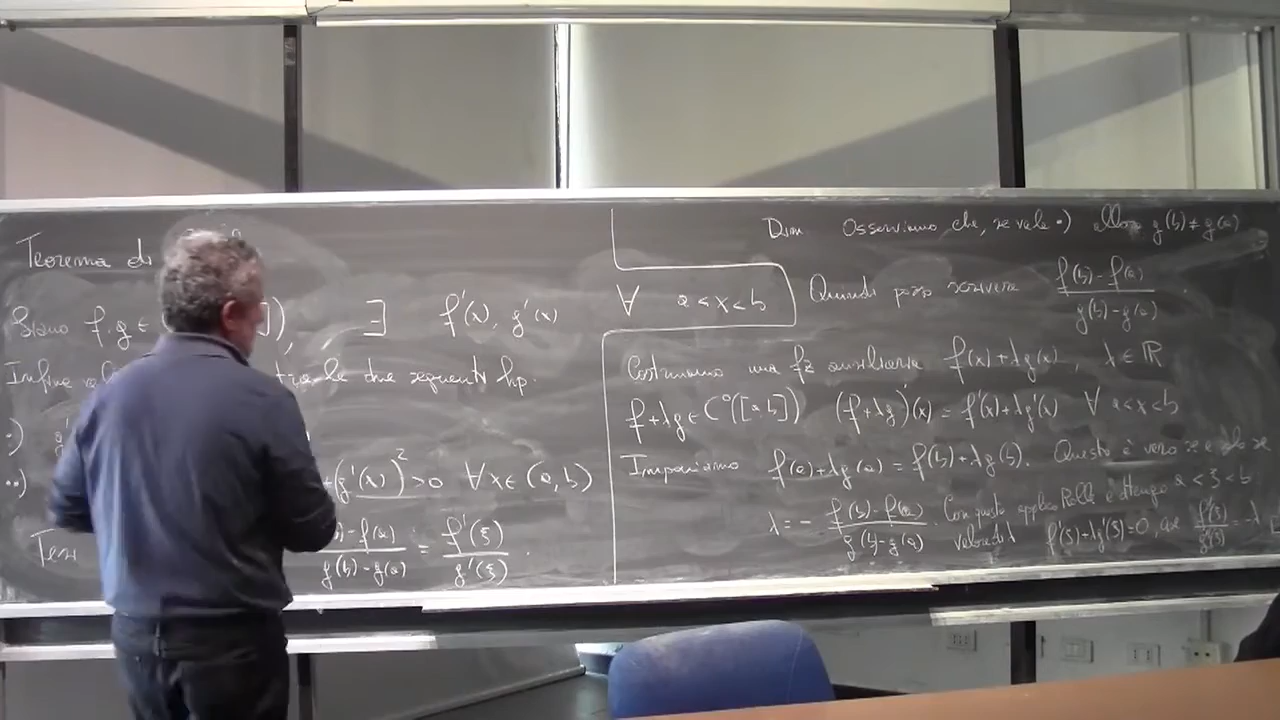 Teorema di
Siano f, g ∈ ]), ∃ f'(x), g'(x) ∀ a < x < b
Infine tra le due seguenti hp.
·) g'
··) +(g'(x))² > 0 ∀x ∈ (a, b)
Tesi f(b) - f(a) / g(b) - g(a) = f'(ξ) / g'(ξ) .
Dim Osserviamo che, se vale ·) allora g(b) ≠ g(a)
Quindi posso scrivere f(b) - f(a) / g(b) - g(a) .
Costruiamo una fz ausiliaria f(x) + λg(x) , λ ∈ ℝ
f + λg ∈ C⁰([a b]) (f + λg)'(x) = f'(x) + λg'(x) ∀ a < x < b
Imponiamo f(a) + λg(a) = f(b) + λg(b). Questo è vero se e solo se
λ = - f(b) - f(a) / g(b) - g(a) . Con questo applico Rolle e ottengo a < ξ < b
f'(ξ) + λg'(ξ) = 0, cioè f'(ξ) / g'(ξ) = -λ